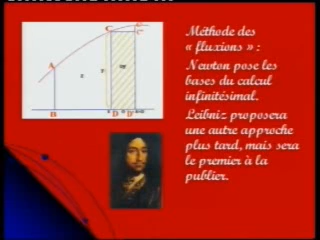 Méthode des
« fluxions » :
Newton pose les
bases du calcul
infinitésimal.
Leibniz proposera
une autre approche
plus tard, mais sera
le premier à la
publier.
A
B
C
D
D'